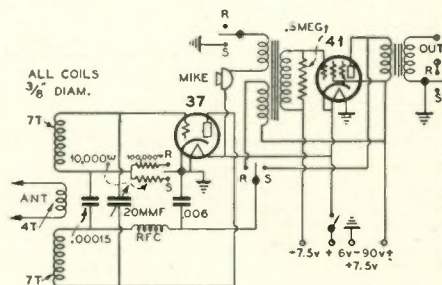 R
S
.5MEG.
41
OUT
R
S
MIKE
ALL COILS
3/8" DIAM.
37
7T
10,000ω
100,000ω
R
S
R
S
ANT
4T
.00015
20MMF
.006
RFC
7T
-7.5v + 6v -90v +
+7.5v